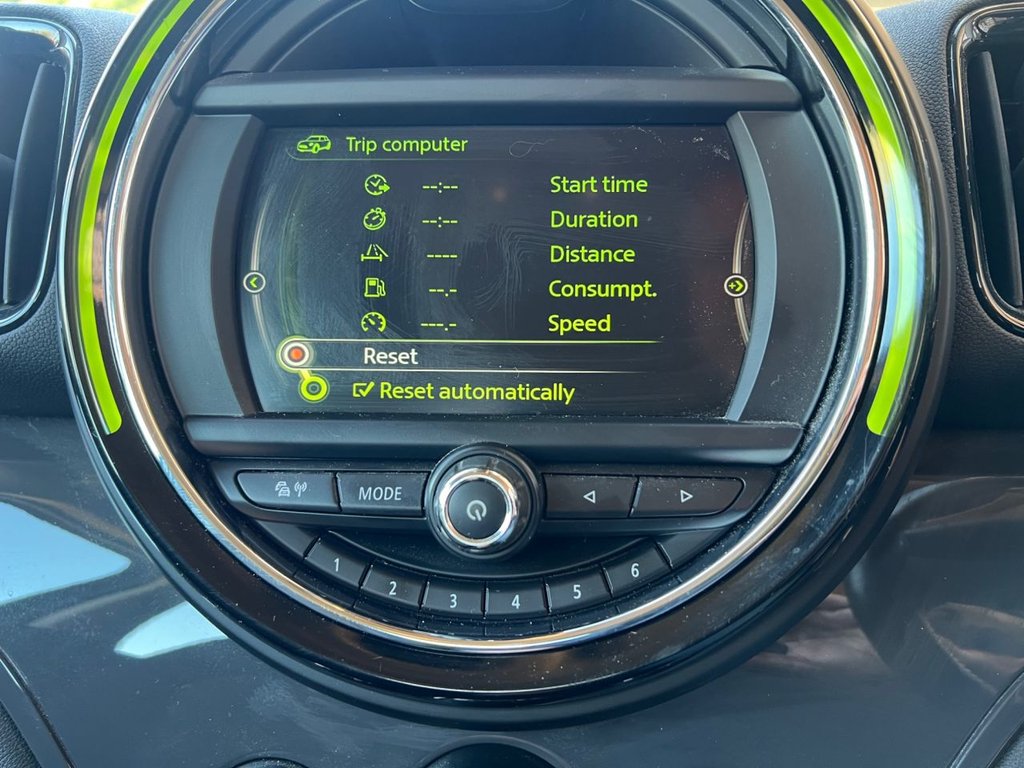 Trip computer
--:-- Start time
--:-- Duration
---- Distance
--.- Consumpt.
---.- Speed
Reset
Reset automatically
MODE
1 2 3 4 5 6